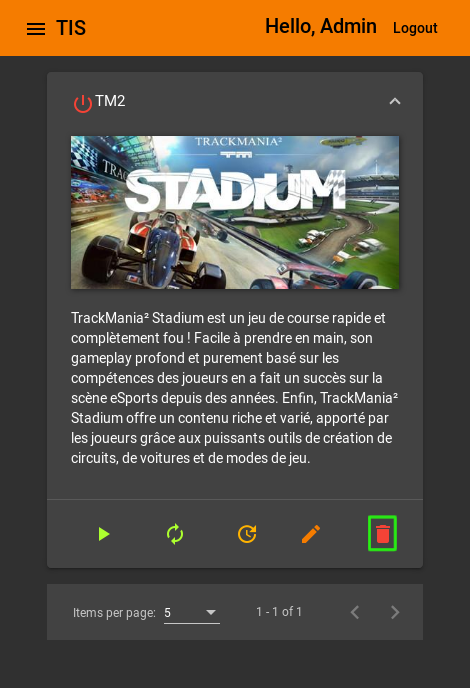 TIS
Hello, Admin
Logout
TM2
TRACKMANIA²
TM
STADIUM
TrackMania² Stadium est un jeu de course rapide et
complètement fou ! Facile à prendre en main, son
gameplay profond et purement basé sur les
compétences des joueurs en a fait un succès sur la
scène eSports depuis des années. Enfin, TrackMania²
Stadium offre un contenu riche et varié, apporté par
les joueurs grâce aux puissants outils de création de
circuits, de voitures et de modes de jeu.
Items per page:
5
1 - 1 of 1